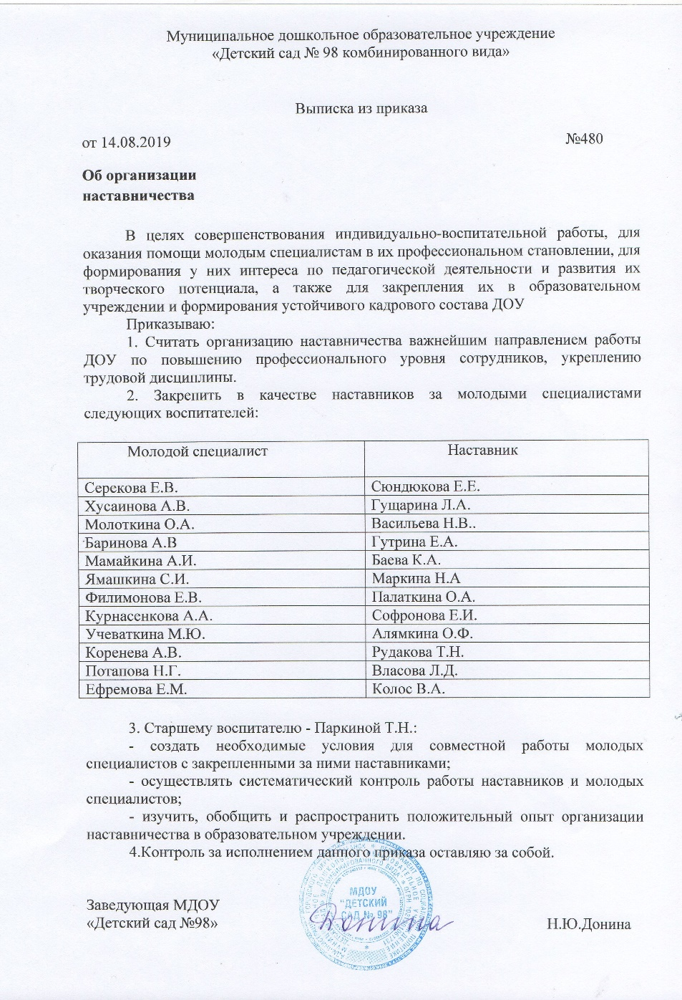 Муниципальное дошкольное образовательное учреждение
«Детский сад № 98 комбинированного вида»
Выписка из приказа
от 14.08.2019 №480
Об организации
наставничества
В целях совершенствования индивидуально-воспитательной работы, для
оказания помощи молодым специалистам в их профессиональном становлении, для
формирования у них интереса по педагогической деятельности и развития их
творческого потенциала, а также для закрепления их в образовательном
учреждении и формирования устойчивого кадрового состава ДОУ
Приказываю:
1. Считать организацию наставничества важнейшим направлением работы
ДОУ по повышению профессионального уровня сотрудников, укреплению
трудовой дисциплины.
2. Закрепить в качестве наставников за молодыми специалистами
следующих воспитателей:
Молодой специалист Наставник
Серекова Е.В. Сюндюкова Е.Е.
Хусаинова А.В. Гущарина Л.А.
Молоткина О.А. Васильева Н.В..
Баринова А.В Гутрина Е.А.
Мамайкина А.И. Баева К.А.
Ямашкина С.И. Маркина Н.А
Филимонова Е.В. Палаткина О.А.
Курнасенкова А.А. Софронова Е.И.
Учеваткина М.Ю. Алямкина О.Ф.
Коренева А.В. Рудакова Т.Н.
Потапова Н.Г. Власова Л.Д.
Ефремова Е.М. Колос В.А.
3. Старшему воспитателю - Паркиной Т.Н.:
- создать необходимые условия для совместной работы молодых
специалистов с закрепленными за ними наставниками;
- осуществлять систематический контроль работы наставников и молодых
специалистов;
- изучить, обобщить и распространить положительный опыт организации
наставничества в образовательном учреждении.
4.Контроль за исполнением данного приказа оставляю за собой.
МДОУ
"ДЕТСКИЙ
САД № 98"
Заведующая МДОУ
«Детский сад №98» Донина Н.Ю.Донина